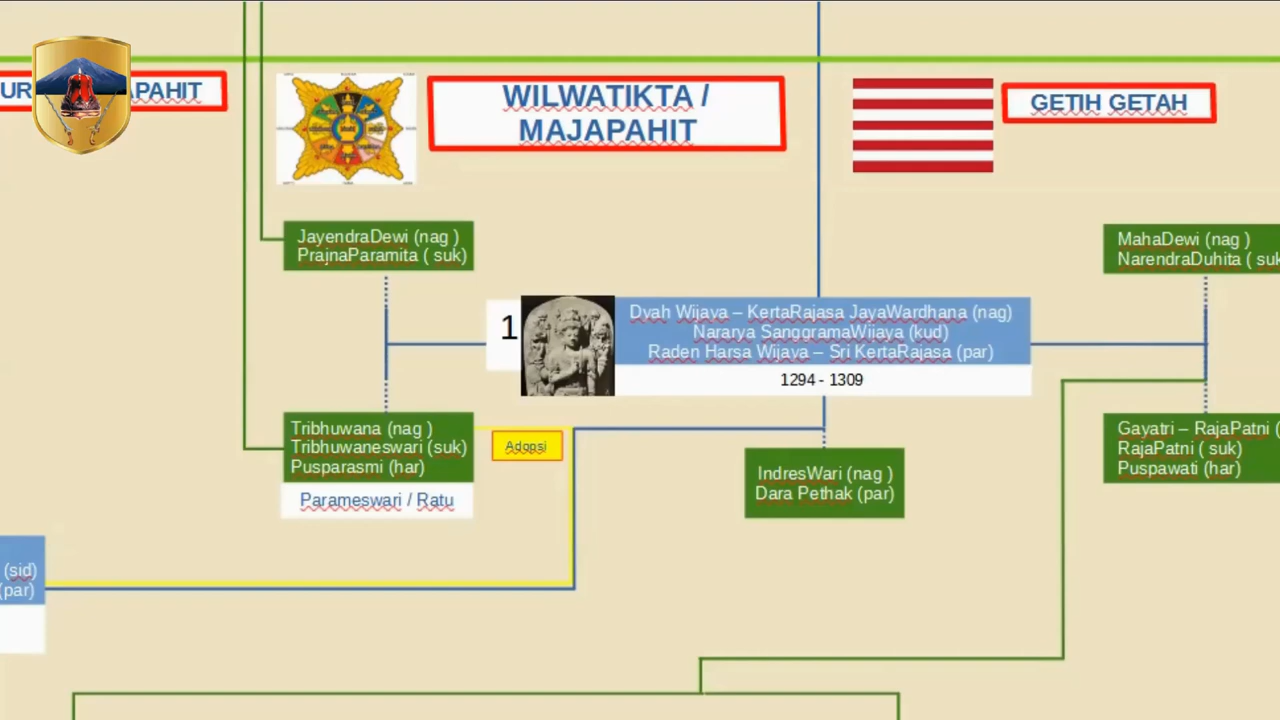 WILWATIKTA /
MAJAPAHIT
GETIH GETAH
JayendraDewi (nag )
PrajnaParamita ( suk)
MahaDewi (nag )
NarendraDuhita ( suk
1
Dyah Wijaya – KertaRajasa JayaWardhana (nag)
Nararya SanggramaWijaya (kud)
Raden Harsa Wijaya – Sri KertaRajasa (par)
1294 - 1309
Tribhuwana (nag )
Tribhuwaneswari (suk)
Pusparasmi (har)
Parameswari / Ratu
Adopsi
IndresWari (nag )
Dara Pethak (par)
Gayatri – RajaPatni (
RajaPatni ( suk)
Puspawati (har)
(sid)
(par)